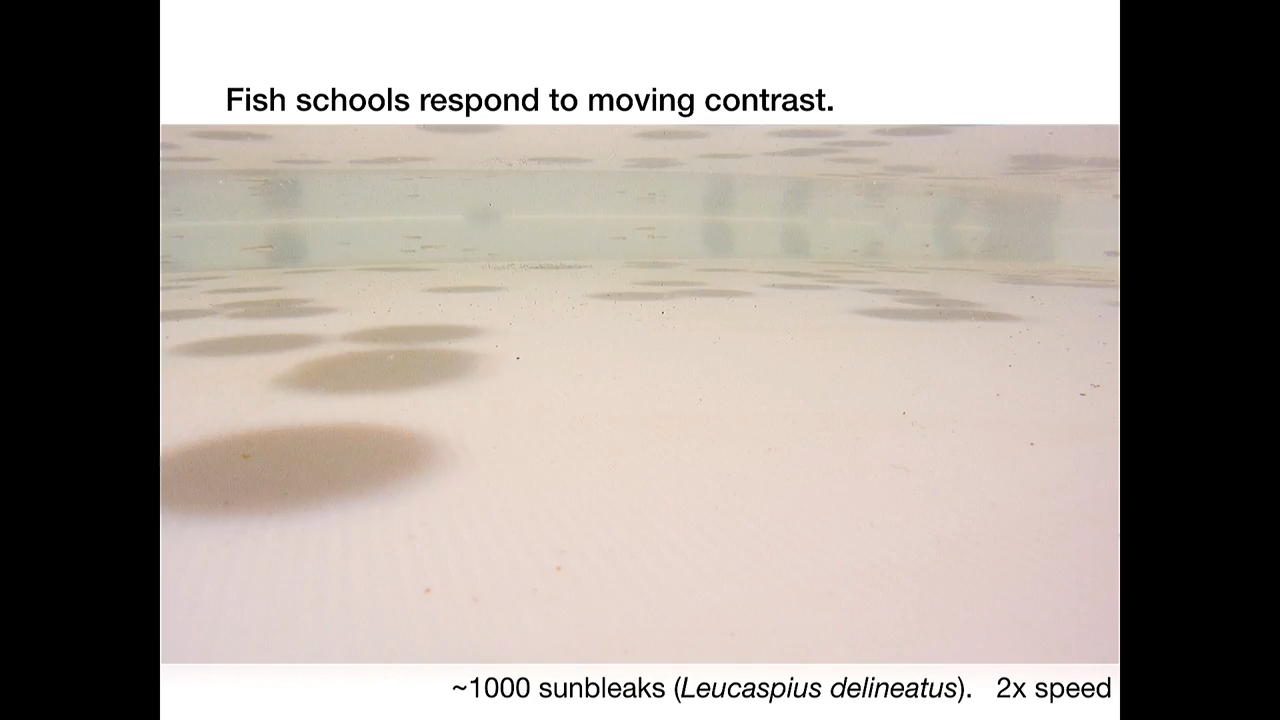 Fish schools respond to moving contrast.
~1000 sunbleaks (Leucaspius delineatus). 2x speed